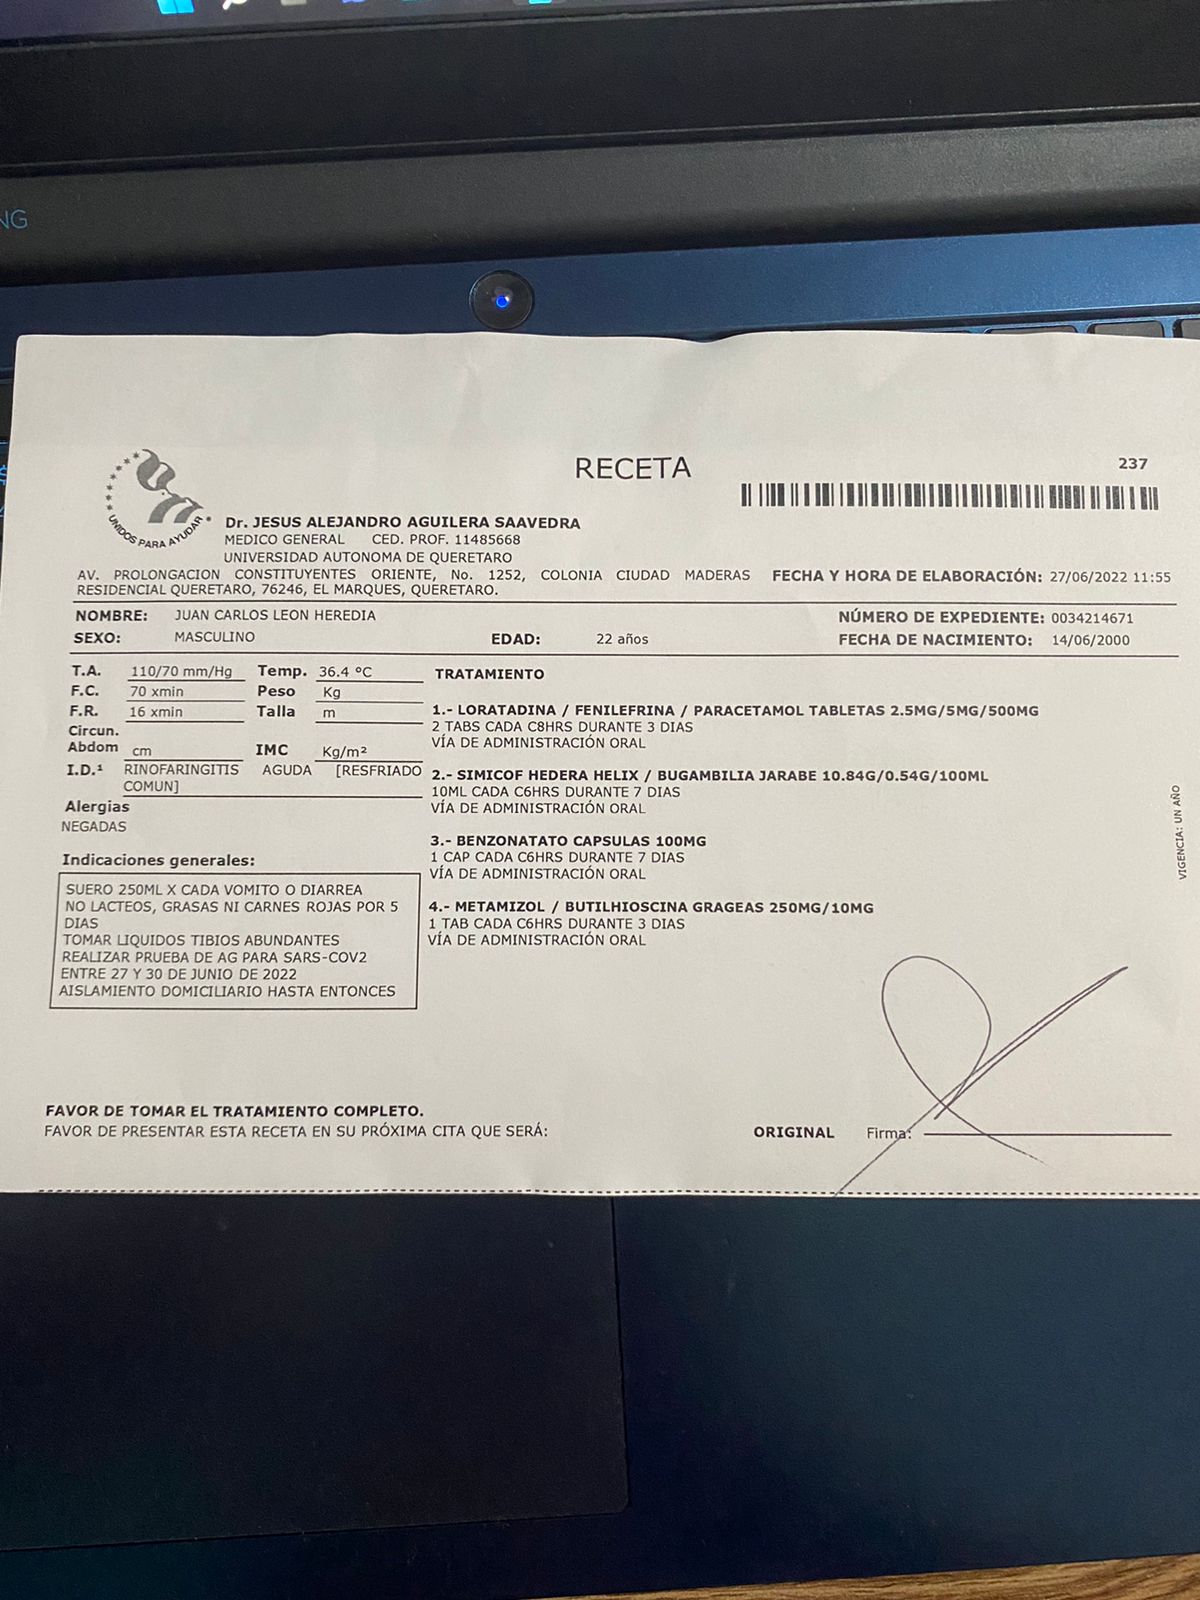 NG
RECETA
237
UNIDOS PARA AYUDAR
Dr. JESUS ALEJANDRO AGUILERA SAAVEDRA
MEDICO GENERAL CED. PROF. 11485668
UNIVERSIDAD AUTONOMA DE QUERETARO
AV. PROLONGACION CONSTITUYENTES ORIENTE, No. 1252, COLONIA CIUDAD MADERAS
RESIDENCIAL QUERETARO, 76246, EL MARQUES, QUERETARO.
FECHA Y HORA DE ELABORACIÓN: 27/06/2022 11:55
NOMBRE: JUAN CARLOS LEON HEREDIA
NÚMERO DE EXPEDIENTE: 0034214671
SEXO: MASCULINO EDAD: 22 años
FECHA DE NACIMIENTO: 14/06/2000
T.A. 110/70 mm/Hg Temp. 36.4 °C
F.C. 70 xmin Peso Kg
F.R. 16 xmin Talla m
Circun.
Abdom cm IMC Kg/m²
I.D.¹ RINOFARINGITIS AGUDA [RESFRIADO
COMUN]
Alergias
NEGADAS
Indicaciones generales:
SUERO 250ML X CADA VOMITO O DIARREA
NO LACTEOS, GRASAS NI CARNES ROJAS POR 5
DIAS
TOMAR LIQUIDOS TIBIOS ABUNDANTES
REALIZAR PRUEBA DE AG PARA SARS-COV2
ENTRE 27 Y 30 DE JUNIO DE 2022
AISLAMIENTO DOMICILIARIO HASTA ENTONCES
TRATAMIENTO
1.- LORATADINA / FENILEFRINA / PARACETAMOL TABLETAS 2.5MG/5MG/500MG
2 TABS CADA C8HRS DURANTE 3 DIAS
VÍA DE ADMINISTRACIÓN ORAL
2.- SIMICOF HEDERA HELIX / BUGAMBILIA JARABE 10.84G/0.54G/100ML
10ML CADA C6HRS DURANTE 7 DIAS
VÍA DE ADMINISTRACIÓN ORAL
3.- BENZONATATO CAPSULAS 100MG
1 CAP CADA C6HRS DURANTE 7 DIAS
VÍA DE ADMINISTRACIÓN ORAL
4.- METAMIZOL / BUTILHIOSCINA GRAGEAS 250MG/10MG
1 TAB CADA C6HRS DURANTE 3 DIAS
VÍA DE ADMINISTRACIÓN ORAL
VIGENCIA: UN AÑO
FAVOR DE TOMAR EL TRATAMIENTO COMPLETO.
FAVOR DE PRESENTAR ESTA RECETA EN SU PRÓXIMA CITA QUE SERÁ:
ORIGINAL Firma: